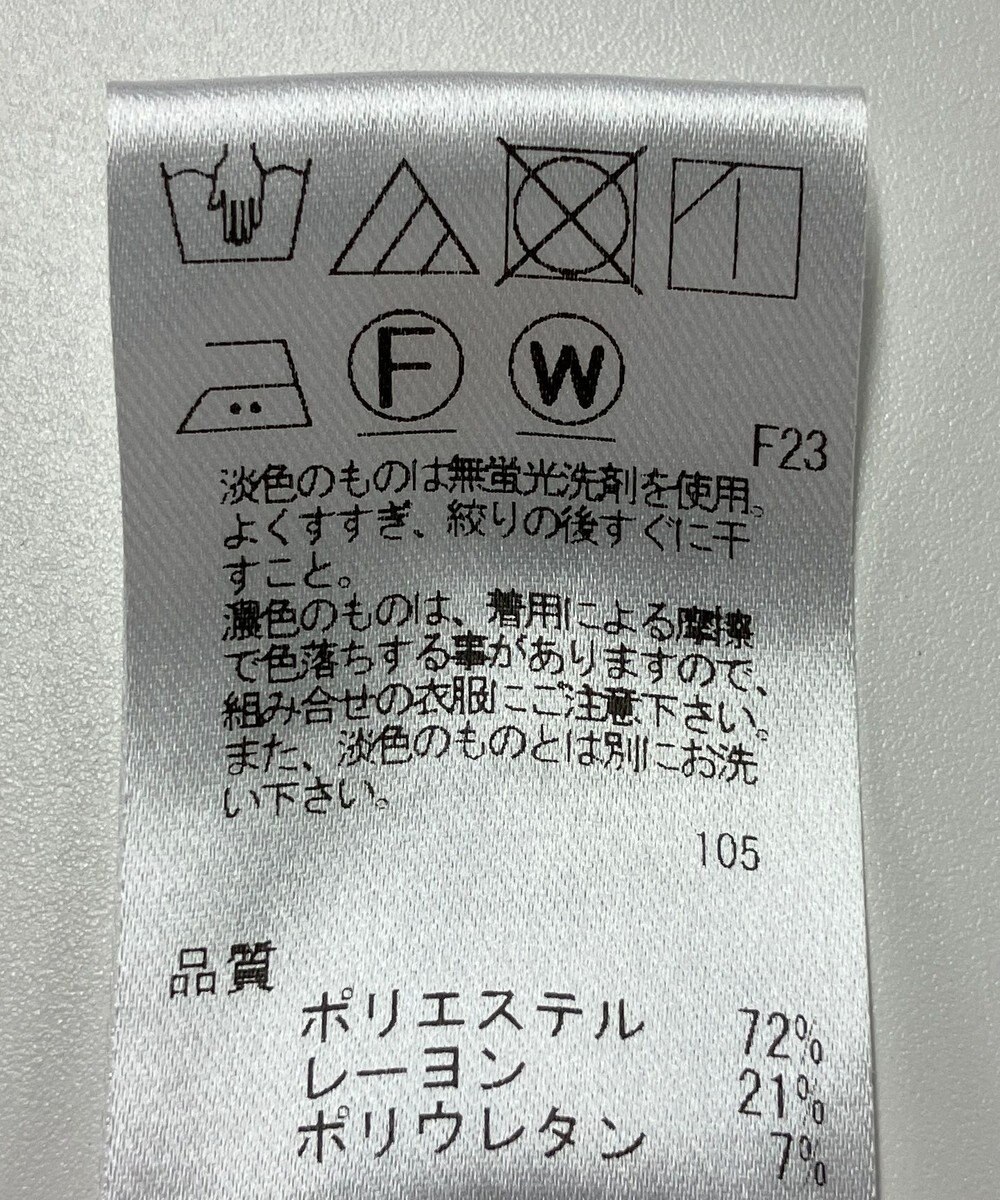 F
W
F23
淡色のものは無蛍光洗剤を使用。
よくすすぎ、絞りの後すぐに干
すこと。
濃色のものは、着用による摩擦
で色落ちする事がありますので、
組み合せの衣服にご注意下さい。
また、淡色のものとは別にお洗
い下さい。
105
品質
ポリエステル 72%
レーヨン 21%
ポリウレタン 7%